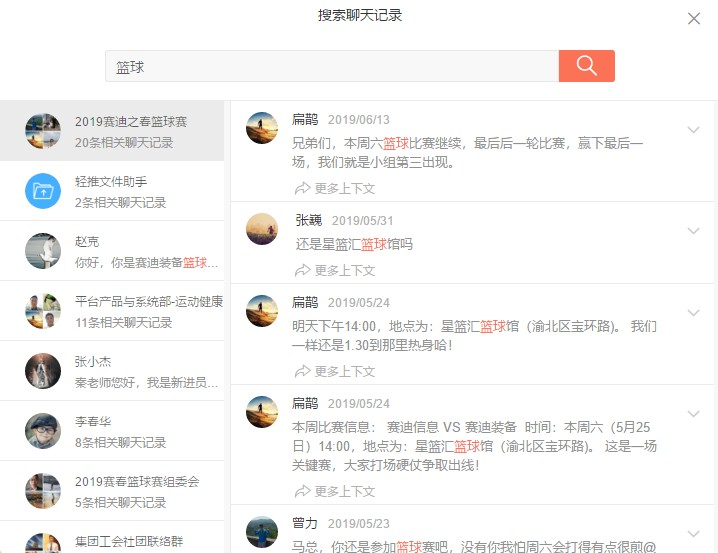 搜索聊天记录
篮球
2019赛迪之春篮球赛
20条相关聊天记录
轻推文件助手
2条相关聊天记录
赵克
你好，你是赛迪装备篮球...
平台产品与系统部-运动健康
11条相关聊天记录
张小杰
秦老师您好，我是新进员...
李春华
8条相关聊天记录
2019赛春篮球赛组委会
5条相关聊天记录
集团工会社团联络群
扁鹊 2019/06/13
兄弟们，本周六篮球比赛继续，最后后一轮比赛，赢下最后一
场，我们就是小组第三出现。
更多上下文
张巍 2019/05/31
还是星篮汇篮球馆吗
更多上下文
扁鹊 2019/05/24
明天下午14:00，地点为：星篮汇篮球馆（渝北区宝环路)。 我们
一样还是1.30到那里热身哈！
更多上下文
扁鹊 2019/05/24
本周比赛信息： 赛迪信息 VS 赛迪装备 时间：本周六（5月25
日）14:00，地点为：星篮汇篮球馆（渝北区宝环路)。 这是一场
关键赛，大家打场硬仗争取出线！
更多上下文
曾力 2019/05/23
马总，你还是参加篮球赛吧，没有你我怕周六会打得有点很煎@